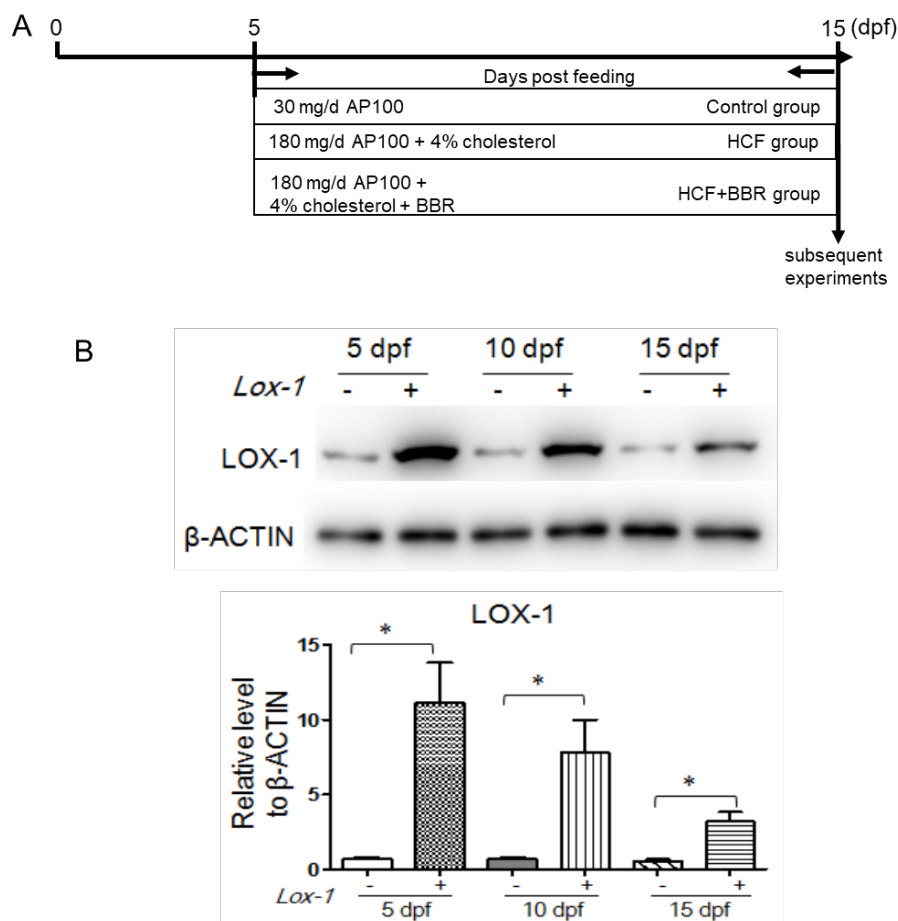 A
0 5 15 (dpf)
Days post feeding
30 mg/d AP100 Control group
180 mg/d AP100 + 4% cholesterol HCF group
180 mg/d AP100 +
4% cholesterol + BBR HCF+BBR group
subsequent
experiments
B
5 dpf 10 dpf 15 dpf
Lox-1 - + - + - +
LOX-1
β-ACTIN
LOX-1
Relative level
to β-ACTIN
15
10
5
0
* * *
Lox-1 - + - + - +
5 dpf 10 dpf 15 dpf